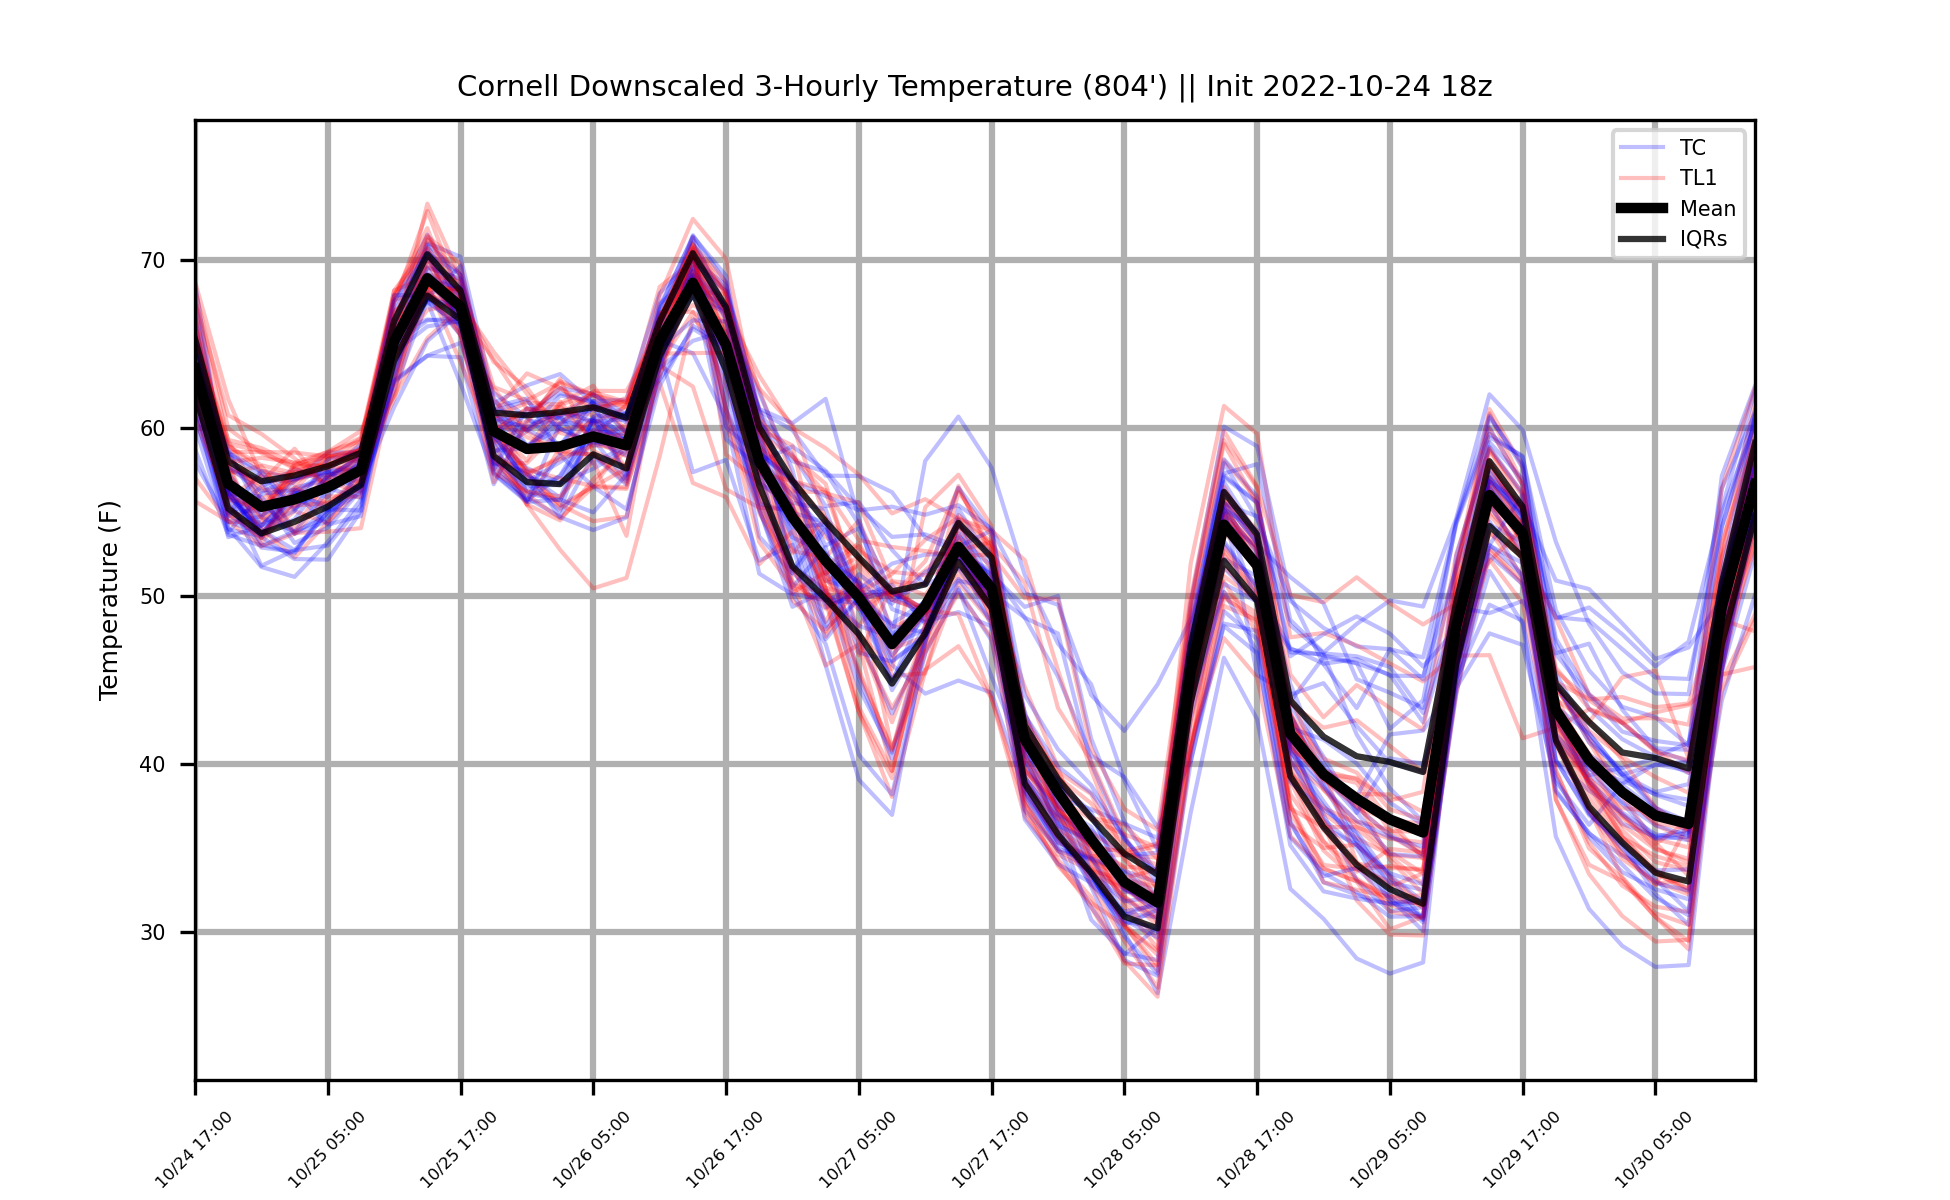 Cornell Downscaled 3-Hourly Temperature (804') || Init 2022-10-24 18z
TC
TL1
Mean
IQRs
Temperature (F)
70
60
50
40
30
10/24 17:00
10/25 05:00
10/25 17:00
10/26 05:00
10/26 17:00
10/27 05:00
10/27 17:00
10/28 05:00
10/28 17:00
10/29 05:00
10/29 17:00
10/30 05:00